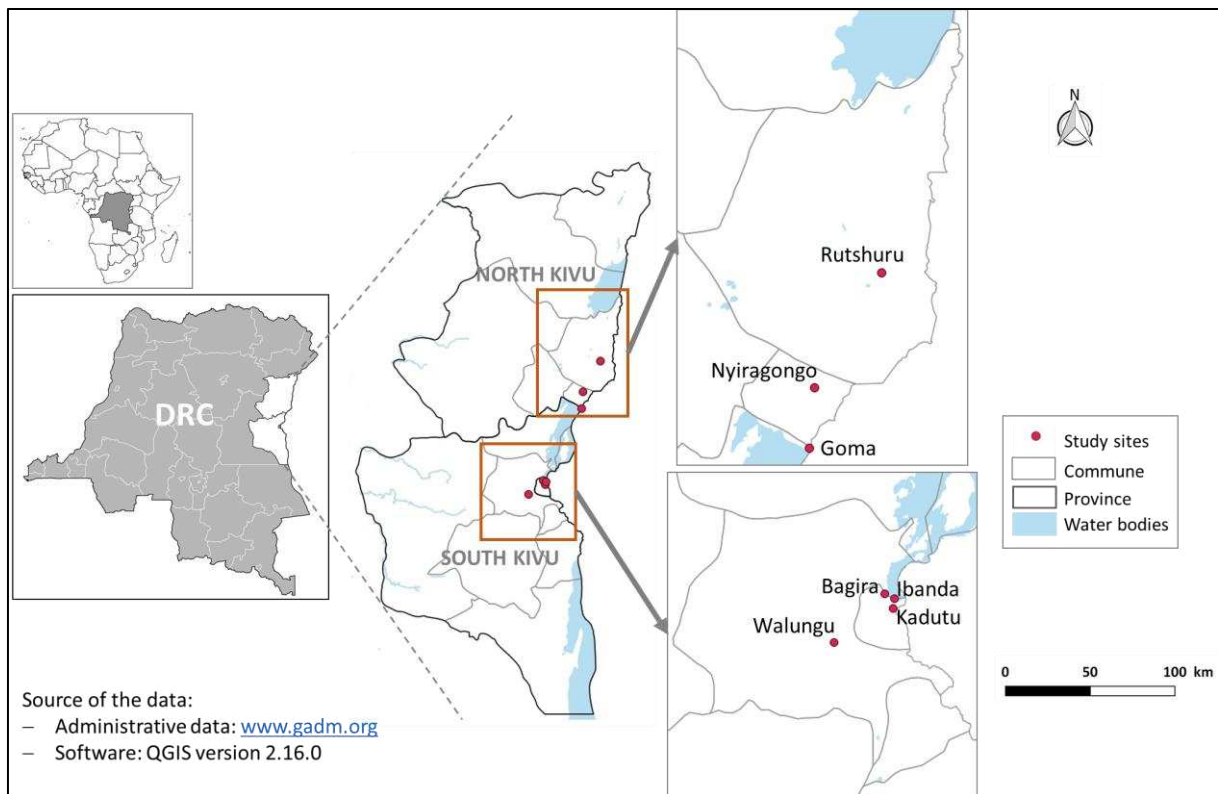 N
NORTH KIVU
Rutshuru
Nyiragongo
DRC
Goma
Study sites
Commune
Province
Water bodies
SOUTH KIVU
Bagira
Ibanda
Kadutu
Walungu
0 50 100 km
Source of the data:
– Administrative data: www.gadm.org
– Software: QGIS version 2.16.0